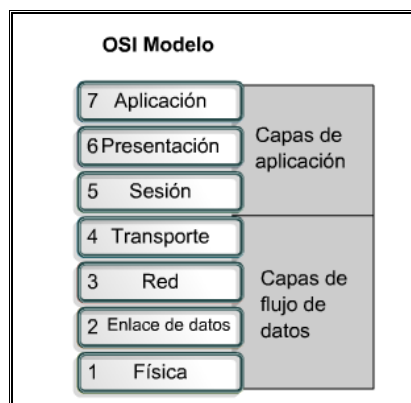 OSI Modelo
7 Aplicación
6 Presentación
5 Sesión
Capas de
aplicación
4 Transporte
3 Red
2 Enlace de datos
1 Física
Capas de
flujo de
datos